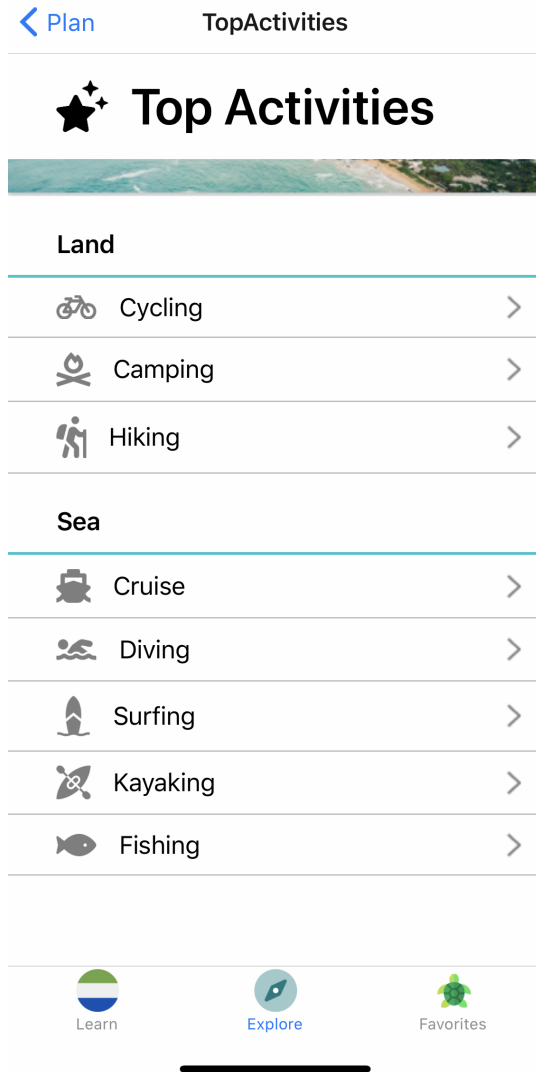 Plan
TopActivities
Top Activities
Land
Cycling
Camping
Hiking
Sea
Cruise
Diving
Surfing
Kayaking
Fishing
Learn
Explore
Favorites